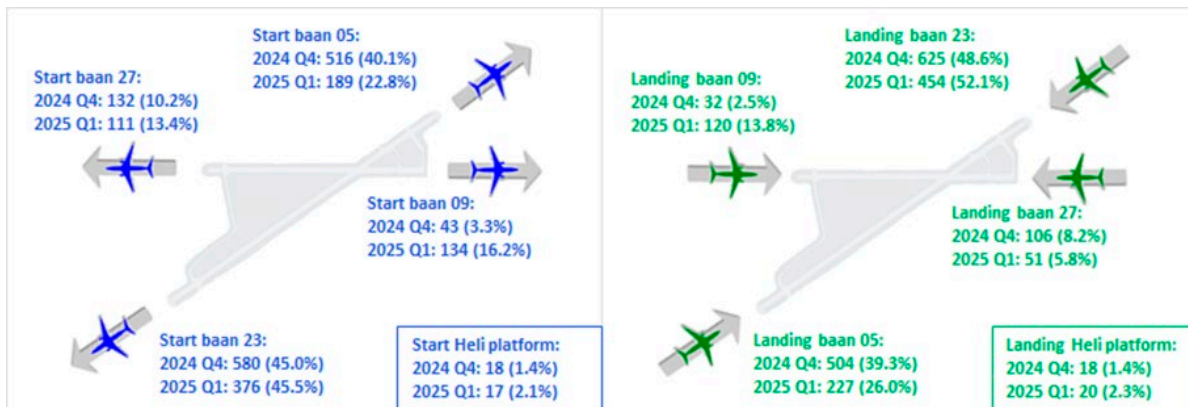 Start baan 05:
2024 Q4: 516 (40.1%)
2025 Q1: 189 (22.8%)
Start baan 27:
2024 Q4: 132 (10.2%)
2025 Q1: 111 (13.4%)
Start baan 09:
2024 Q4: 43 (3.3%)
2025 Q1: 134 (16.2%)
Start baan 23:
2024 Q4: 580 (45.0%)
2025 Q1: 376 (45.5%)
Start Heli platform:
2024 Q4: 18 (1.4%)
2025 Q1: 17 (2.1%)
Landing baan 23:
2024 Q4: 625 (48.6%)
2025 Q1: 454 (52.1%)
Landing baan 09:
2024 Q4: 32 (2.5%)
2025 Q1: 120 (13.8%)
Landing baan 27:
2024 Q4: 106 (8.2%)
2025 Q1: 51 (5.8%)
Landing baan 05:
2024 Q4: 504 (39.3%)
2025 Q1: 227 (26.0%)
Landing Heli platform:
2024 Q4: 18 (1.4%)
2025 Q1: 20 (2.3%)